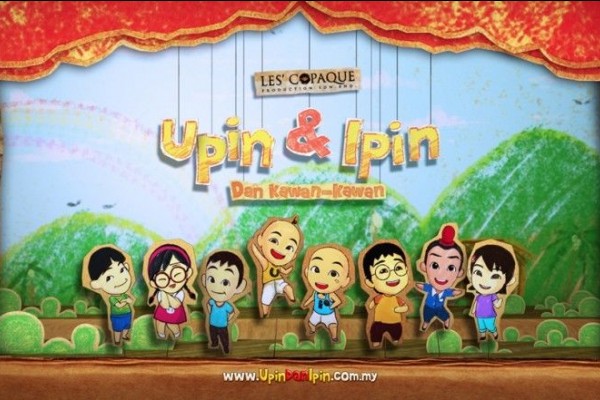 LES' COPAQUE
PRODUCTION SDN BHD
Upin & Ipin
Dan Kawan-Kawan
www.UpindanIpin.com.my